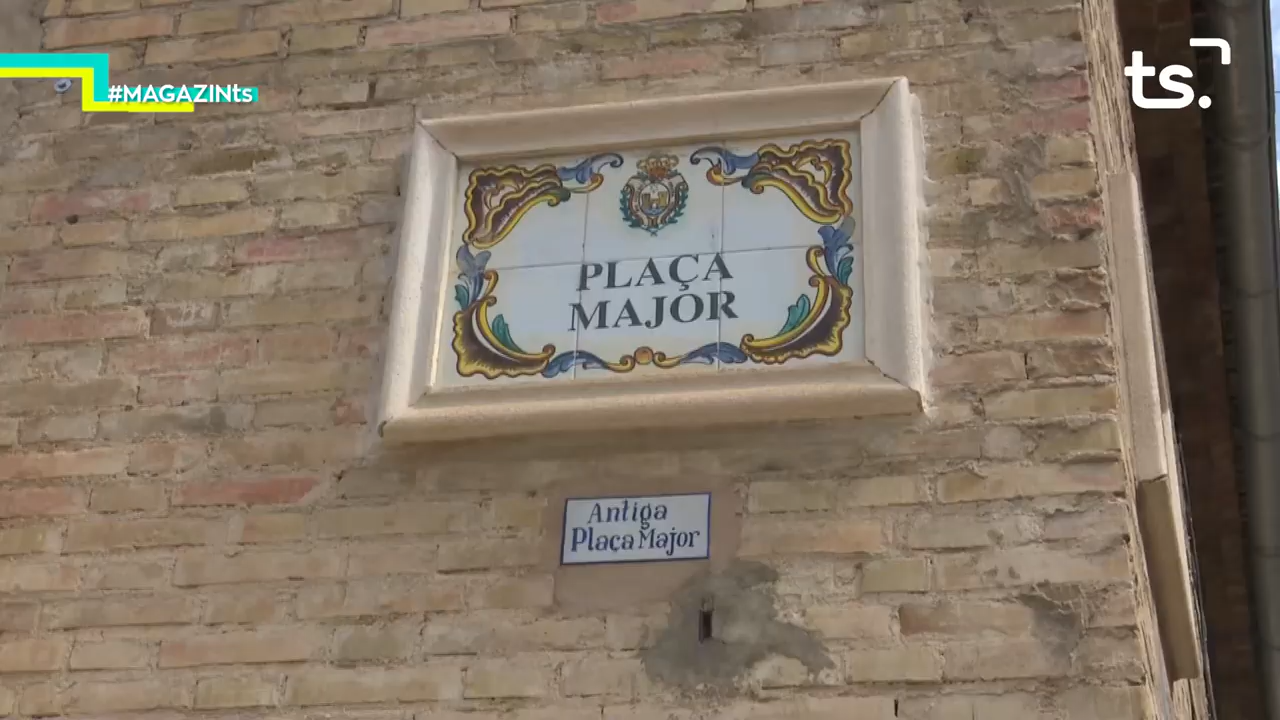 #MAGAZINts
ts.
PLAÇA
MAJOR
Antiga
Plaça Major